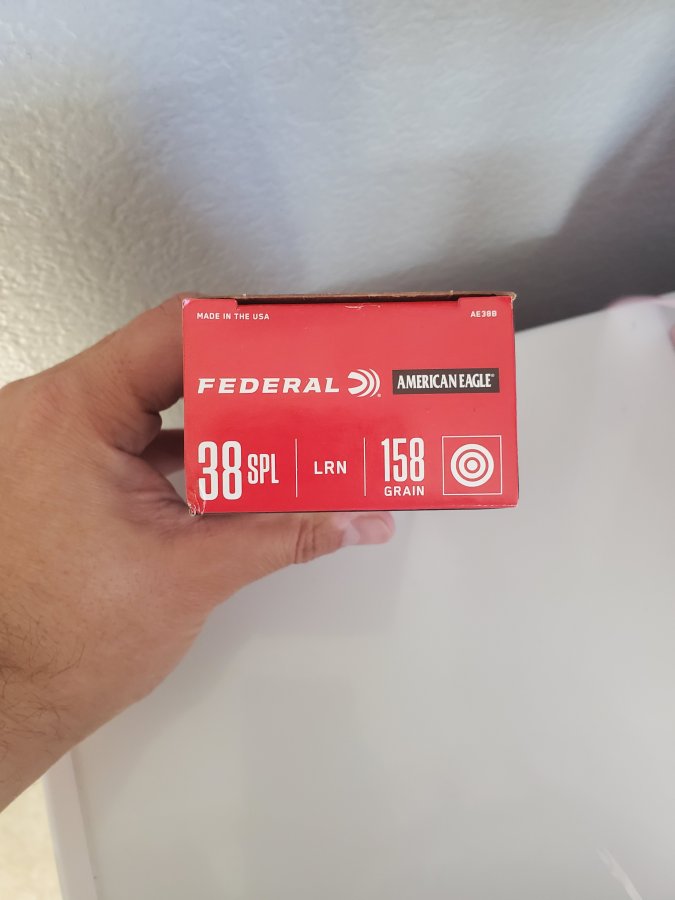 MADE IN THE USA AE38B
FEDERAL AMERICAN EAGLE®
38 SPL LRN 158 GRAIN